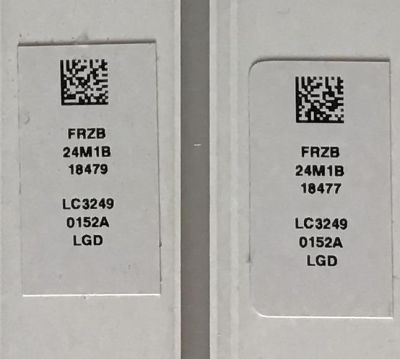 FRZB
24M1B
18479
LC3249
0152A
LGD
FRZB
24M1B
18477
LC3249
0152A
LGD